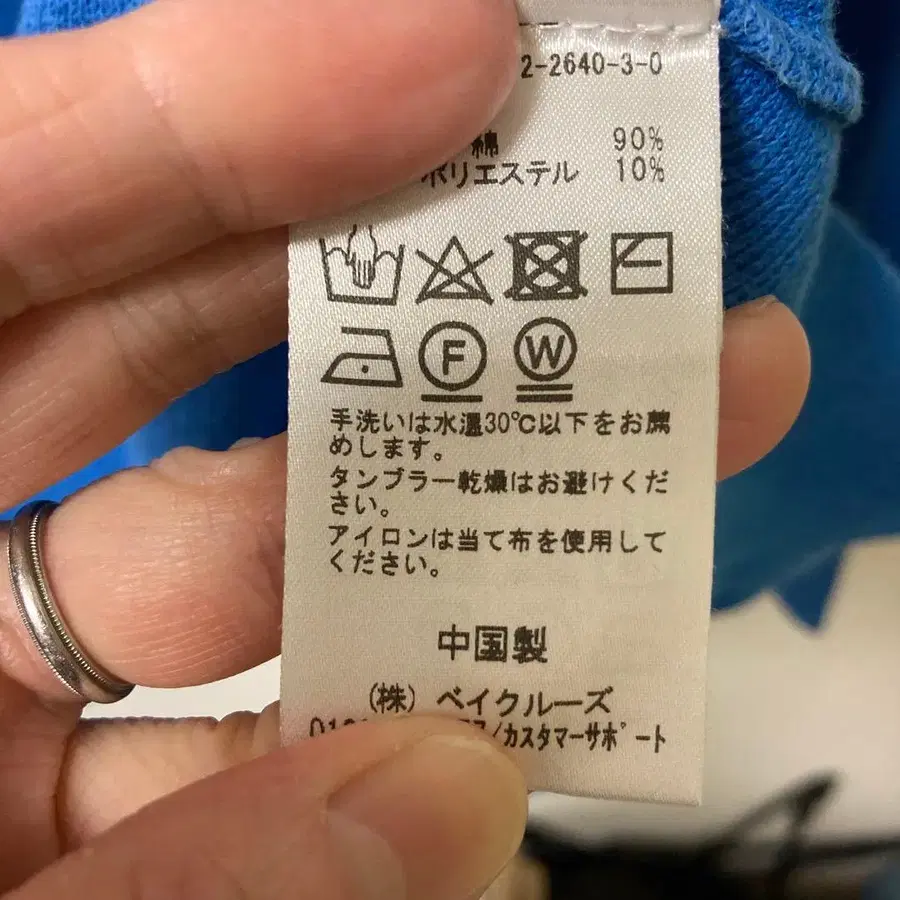 2-2640-3-0
綿 90%
ポリエステル 10%
F W
手洗いは水温30℃以下をお薦
めします。
タンブラー乾燥はお避けくだ
さい。
アイロンは当て布を使用して
ください。
中国製
(株) ベイクルーズ
/カスタマーサポート